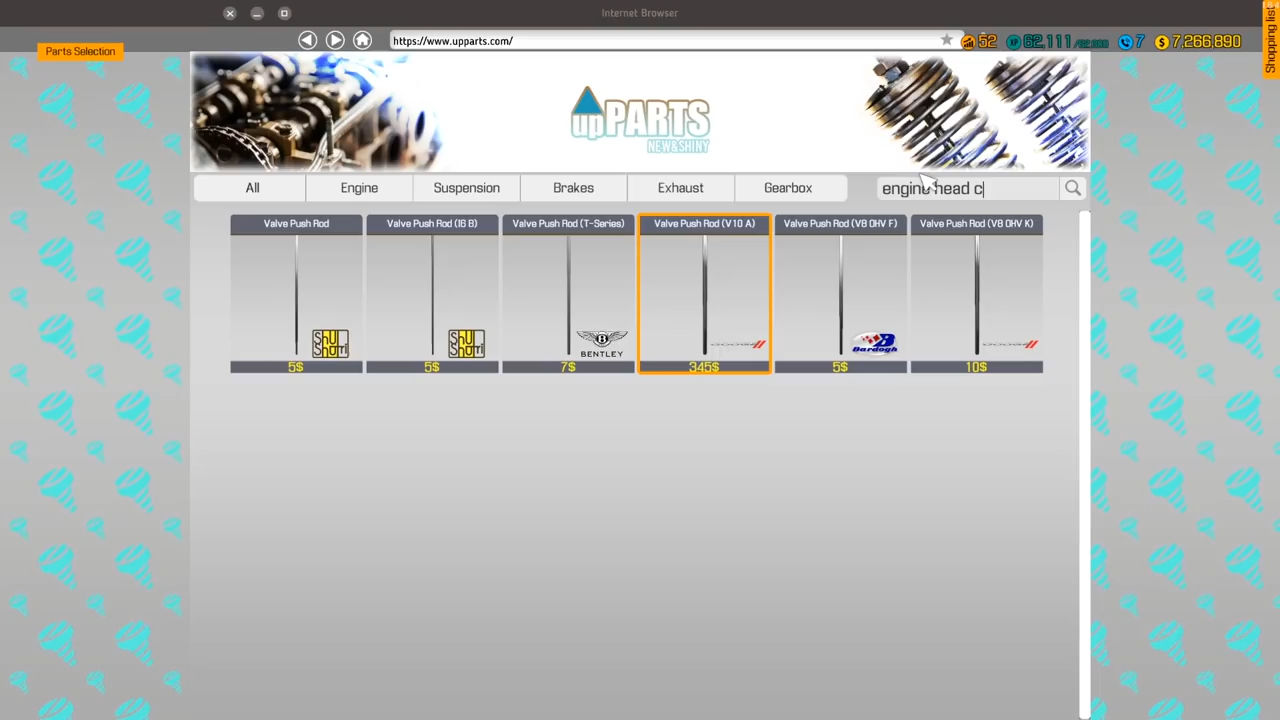 Internet Browser
Shopping list
Parts Selection
https://www.upparts.com/
52
62,111
7
7,266,890
upPARTS
NEW&SHINY
All
Engine
Suspension
Brakes
Exhaust
Gearbox
engine head c
Valve Push Rod
Valve Push Rod (I6 B)
Valve Push Rod (T-Series)
Valve Push Rod (V10 A)
Valve Push Rod (V8 OHV F)
Valve Push Rod (V8 OHV K)
BENTLEY
Bardogh
DODGE
5$
5$
7$
345$
5$
10$